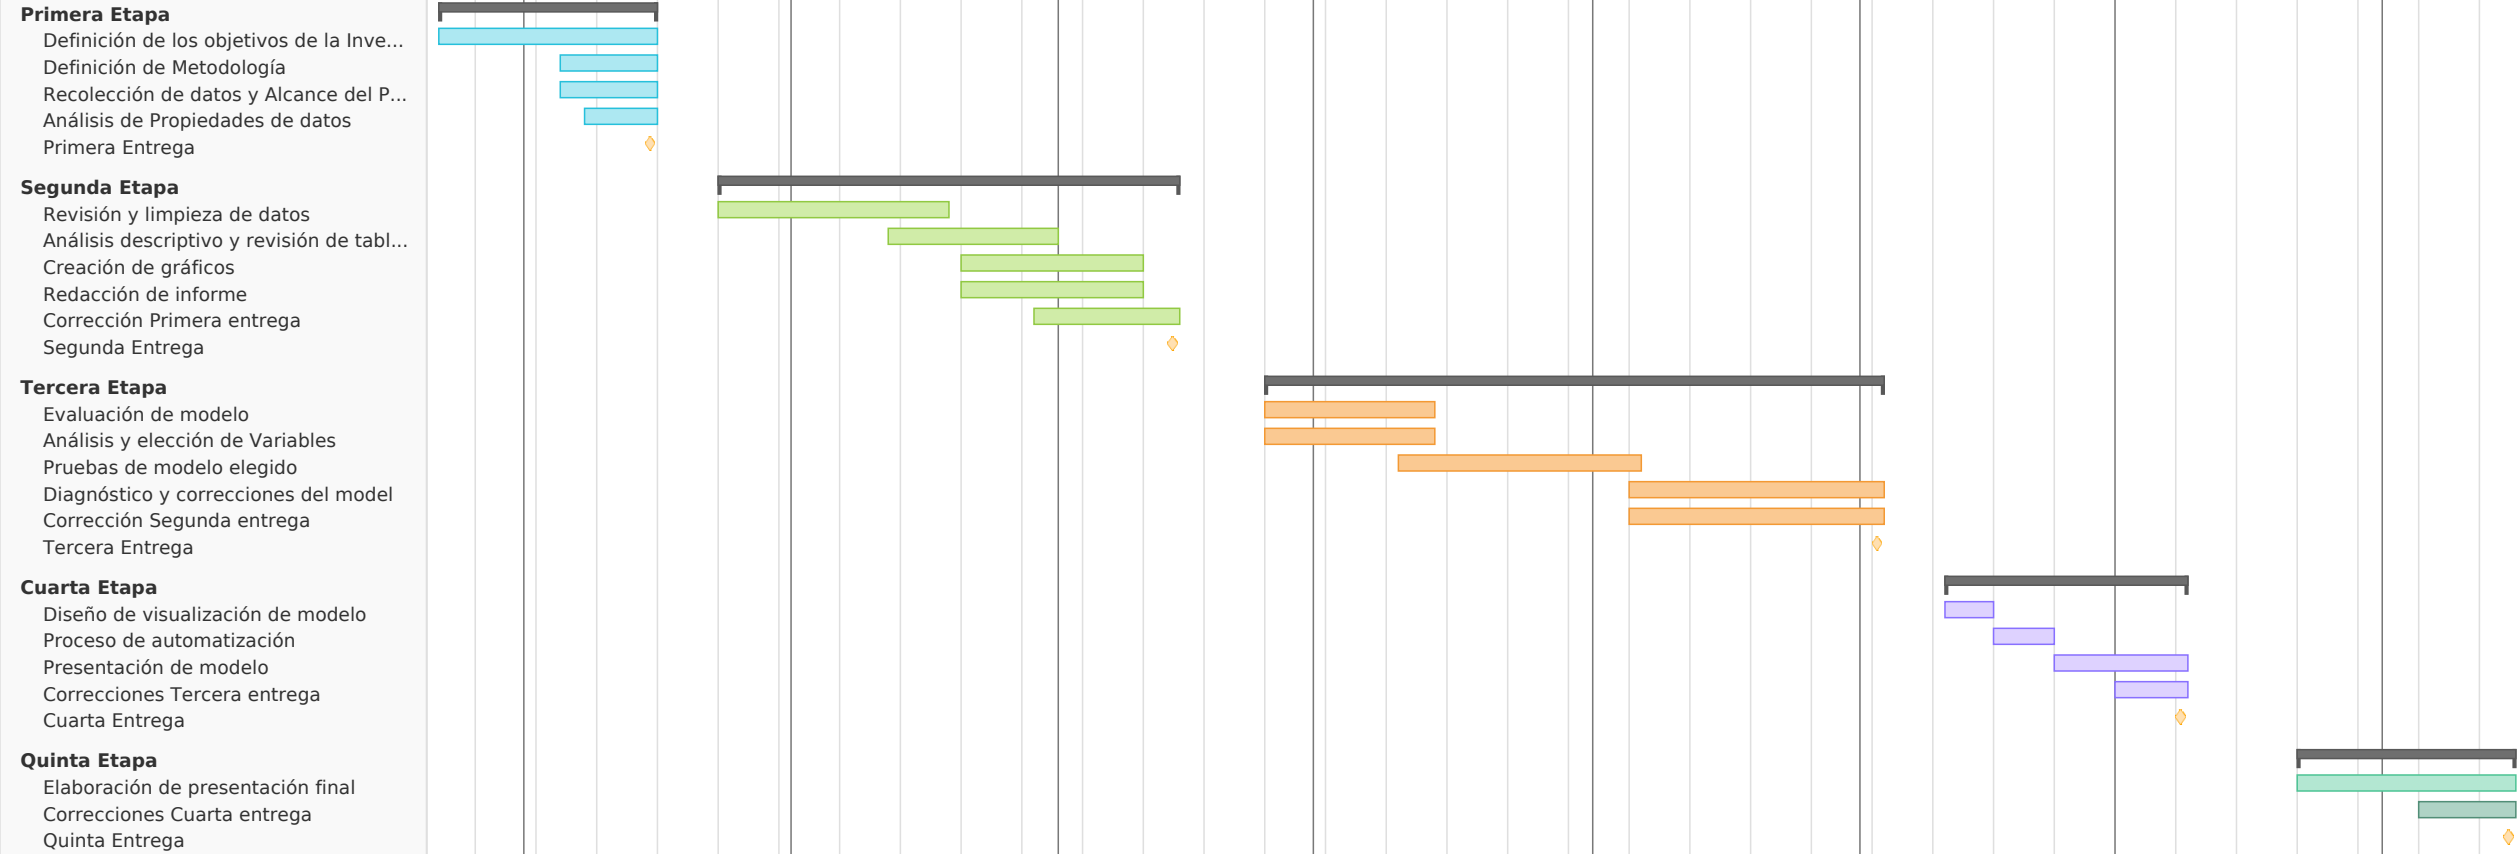 Primera Etapa
Definición de los objetivos de la Inve...
Definición de Metodología
Recolección de datos y Alcance del P...
Análisis de Propiedades de datos
Primera Entrega
Segunda Etapa
Revisión y limpieza de datos
Análisis descriptivo y revisión de tabl...
Creación de gráficos
Redacción de informe
Corrección Primera entrega
Segunda Entrega
Tercera Etapa
Evaluación de modelo
Análisis y elección de Variables
Pruebas de modelo elegido
Diagnóstico y correcciones del model
Corrección Segunda entrega
Tercera Entrega
Cuarta Etapa
Diseño de visualización de modelo
Proceso de automatización
Presentación de modelo
Correcciones Tercera entrega
Cuarta Entrega
Quinta Etapa
Elaboración de presentación final
Correcciones Cuarta entrega
Quinta Entrega